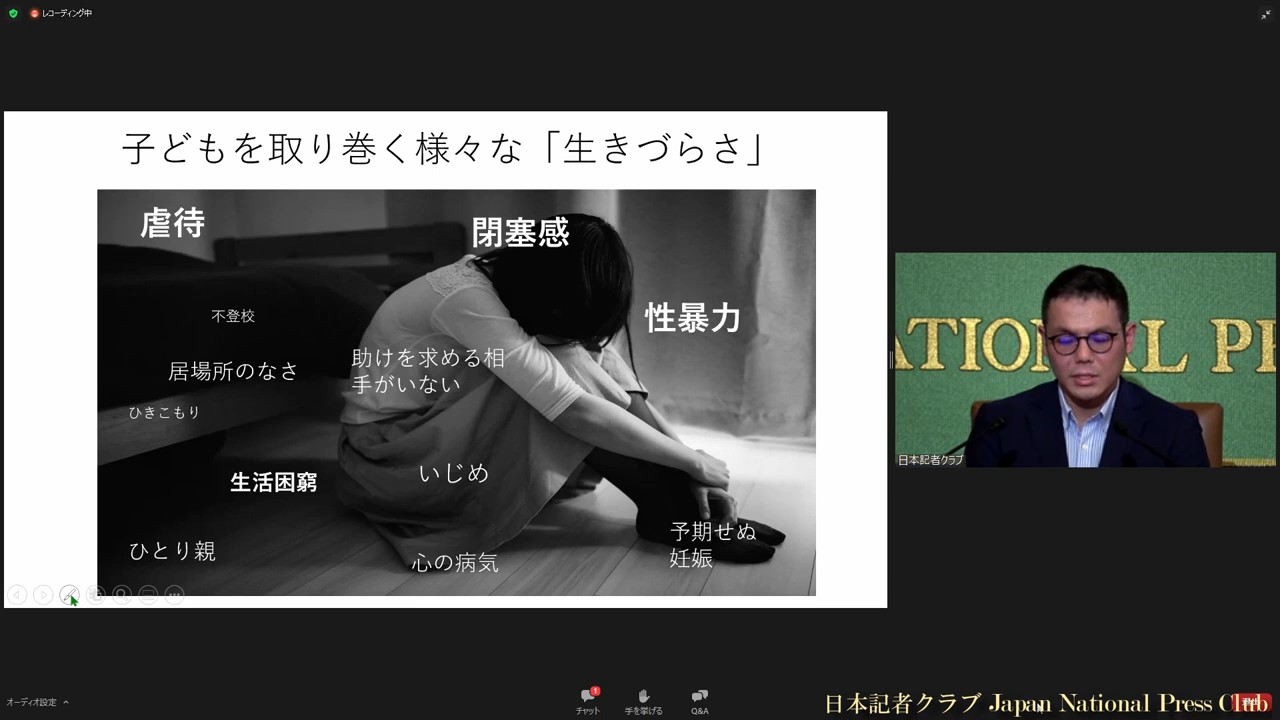 レコーディング中
子どもを取り巻く様々な「生きづらさ」
虐待
閉塞感
不登校
性暴力
居場所のなさ
助けを求める相
手がいない
ひきこもり
生活困窮
いじめ
ひとり親
心の病気
予期せぬ
妊娠
ATIONAL PRE
日本記者クラブ
オーディオ設定
チャット
1
手を挙げる
Q&A
日本記者クラブ Japan National Press Club